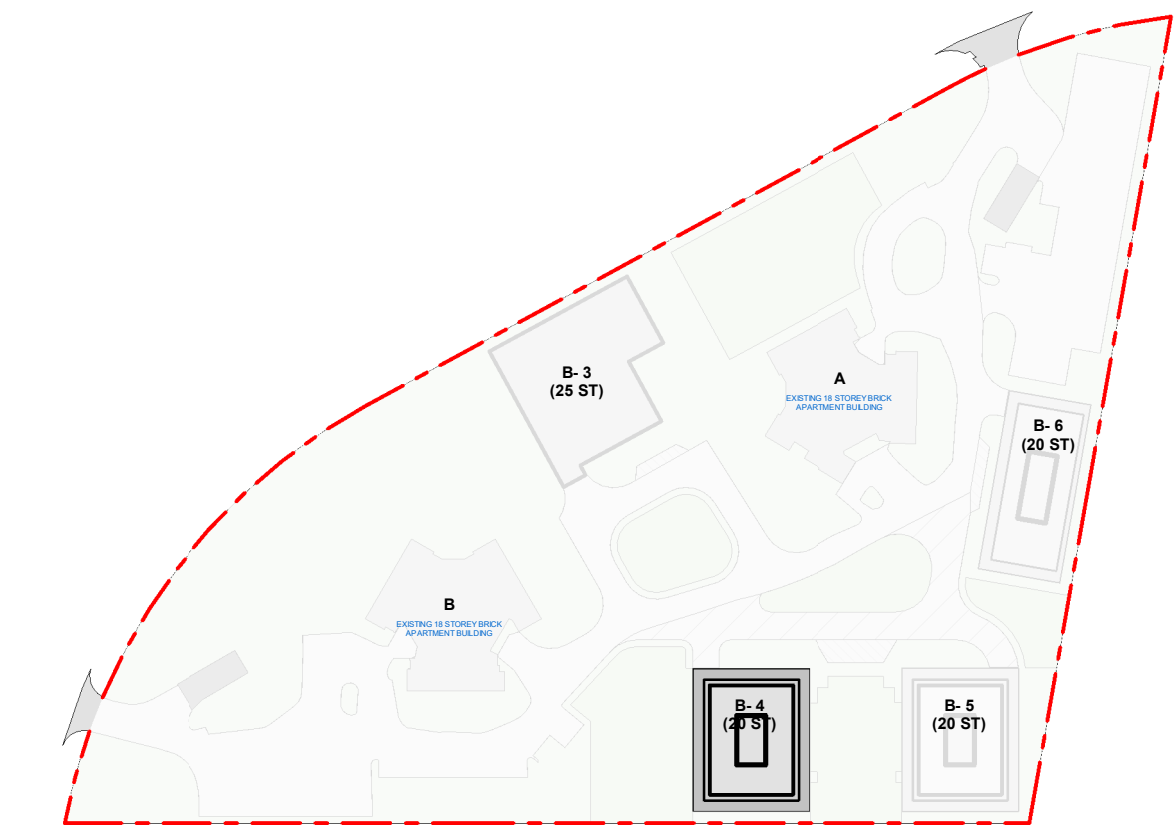 B- 3
(25 ST)
A
EXISTING 18 STOREY BRICK
APARTMENT BUILDING
B- 6
(20 ST)
B
EXISTING 18 STOREY BRICK
APARTMENT BUILDING
B- 4
(20 ST)
B- 5
(20 ST)